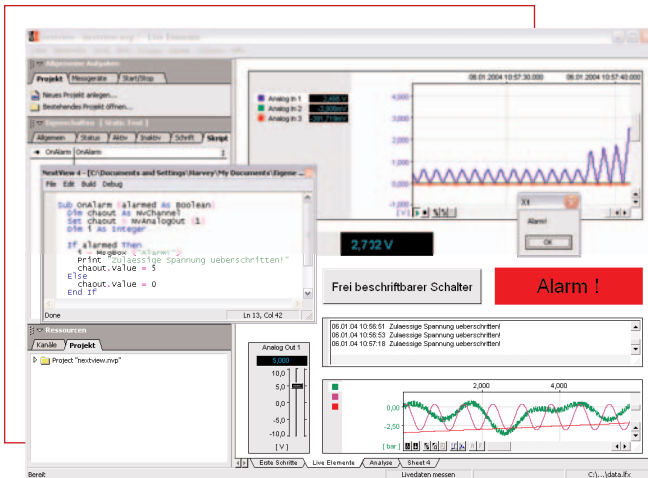 Allgemeine Aufgaben
Projekt Messgeräte Start/Stop
Neues Projekt anlegen...
Bestehendes Projekt öffnen...
Eigenschaften [ Static Text ]
Allgemein Status Aktiv Inaktiv Schrift Skript
OnAlarm OnAlarm
NextView 4 - [C:\Documents and Settings\Harvey\My Documents\Eigene ...
File Edit Build Debug
Sub OnAlarm (alarmed As Boolean)
Dim chaout As NvChannel
Set chaout = NvAnalogOut (1)
Dim i As Integer
If alarmed Then
i = MsgBox ("Alarm!")
Print "Zulaessige Spannung ueberschritten!"
chaout.value = 5
Else
chaout.value = 0
End If
Done Ln 13, Col 42
Ressourcen
Kanäle Projekt
Project "nextview.nvp"
06.01.2004 10:57:30.000 06.01.2004 10:57:40.000
Analog In 1
Analog In 2
Analog In 3
4,000
3,000
2,000
1,000
0,000
-1,000
[ V ]
X1
Alarm!
OK
2,702 V
Frei beschriftbarer Schalter
Alarm !
06.01.04 10:56:51 Zulaessige Spannung ueberschritten!
06.01.04 10:56:53 Zulaessige Spannung ueberschritten!
06.01.04 10:57:18 Zulaessige Spannung ueberschritten!
Analog Out 1
5,000
10,0
5,0
0,0
-5,0
-10,0
[ V ]
2,000 4,000
0,00
-2,50
[ bar ]
Erste Schritte Live Elemente Analyse Sheet 4
Bereit Livedaten messen C:\...\data.lfx